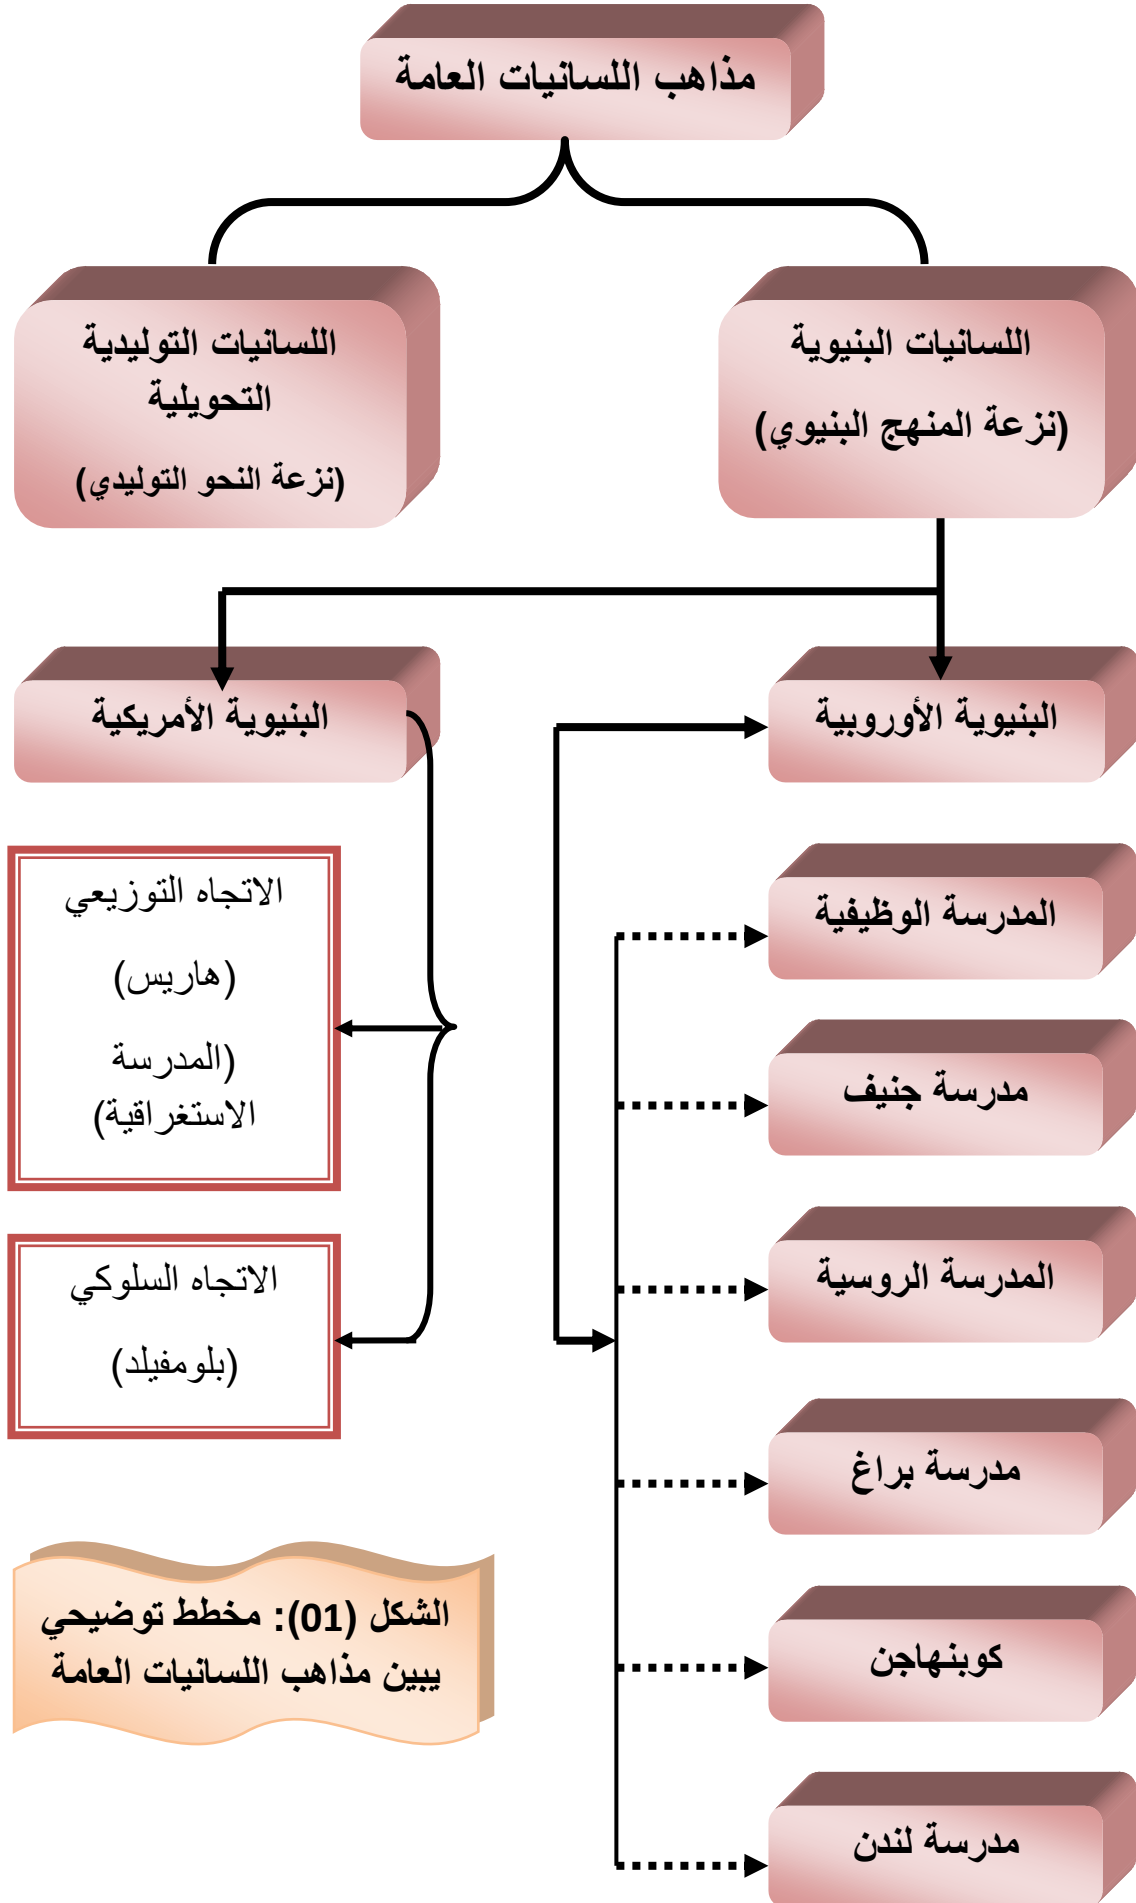 مذاهب اللسانيات العامة
اللسانيات البنيوية
(نزعة المنهج البنيوي)
اللسانيات التوليدية
التحويلية
(نزعة النحو التوليدي)
البنيوية الأوروبية
البنيوية الأمريكية
المدرسة الوظيفية
مدرسة جنيف
المدرسة الروسية
مدرسة براغ
كوبنهاجن
مدرسة لندن
الاتجاه التوزيعي
(هاريس)
(المدرسة
الاستغراقية)
الاتجاه السلوكي
(بلومفيلد)
الشكل (01): مخطط توضيحي
يبين مذاهب اللسانيات العامة